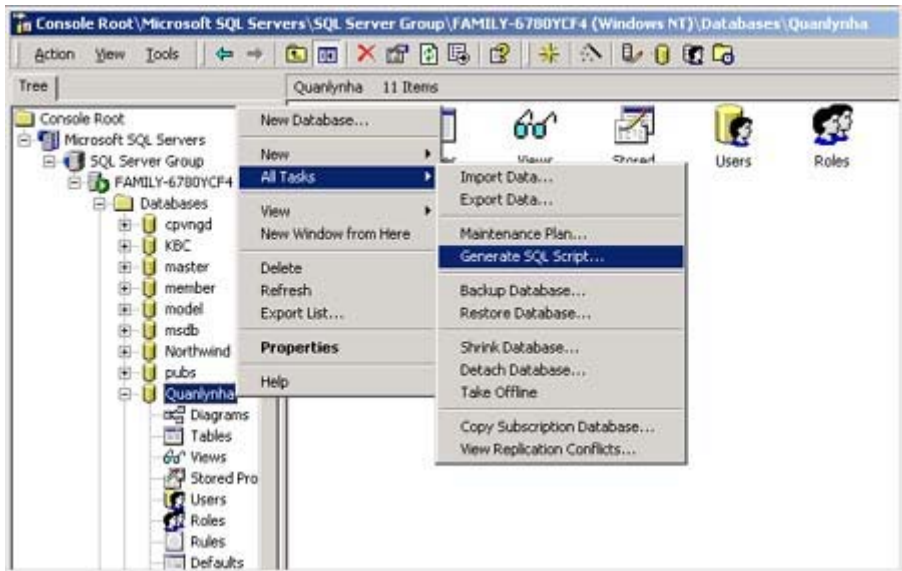 Console Root\Microsoft SQL Servers\SQL Server Group\FAMILY-6780YCF4 (Windows NT)\Databases\Quanlynha
Action View Tools
Tree
Quanlynha 11 Items
Console Root
Microsoft SQL Servers
SQL Server Group
FAMILY-6780YCF4
Databases
cpvngd
KBC
master
member
model
msdb
Northwind
pubs
Quanlynha
Diagrams
Tables
Views
Stored Pro
Users
Roles
Rules
Defaults
New Database...
New
All Tasks
View
New Window from Here
Delete
Refresh
Export List...
Properties
Help
Import Data...
Export Data...
Maintenance Plan...
Generate SQL Script...
Backup Database...
Restore Database...
Shrink Database...
Detach Database...
Take Offline
Copy Subscription Database...
View Replication Conflicts...
Views
Stored
Users
Roles